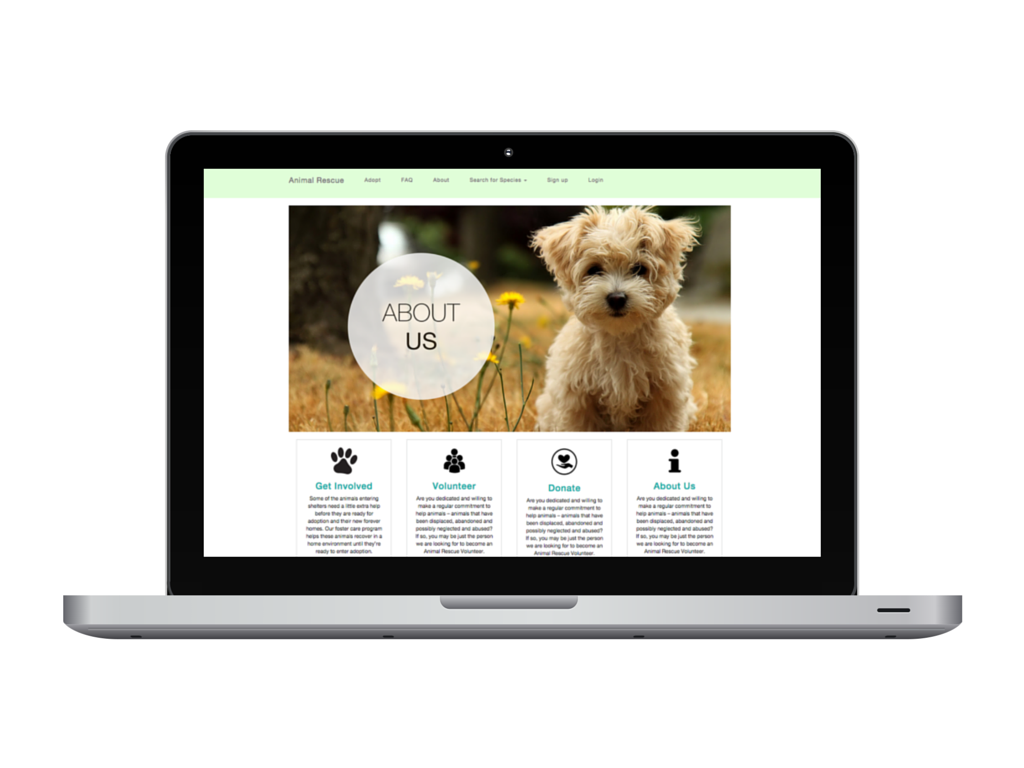 Animal Rescue Adopt FAQ About Search for Species Sign up Login
ABOUT
US
Get Involved
Some of the animals entering
shelters need a little extra help
before they are ready for
adoption and their new forever
homes. Our foster care program
helps these animals recover in a
home environment until they're
ready to enter adoption.
Volunteer
Are you dedicated and willing to
make a regular commitment to
help animals – animals that have
been displaced, abandoned and
possibly neglected and abused?
If so, you may be just the person
we are looking for to become an
Animal Rescue Volunteer.
Donate
Are you dedicated and willing to
make a regular commitment to
help animals – animals that have
been displaced, abandoned and
possibly neglected and abused?
If so, you may be just the person
we are looking for to become an
Animal Rescue Volunteer.
About Us
Are you dedicated and willing to
make a regular commitment to
help animals – animals that have
been displaced, abandoned and
possibly neglected and abused?
If so, you may be just the person
we are looking for to become an
Animal Rescue Volunteer.